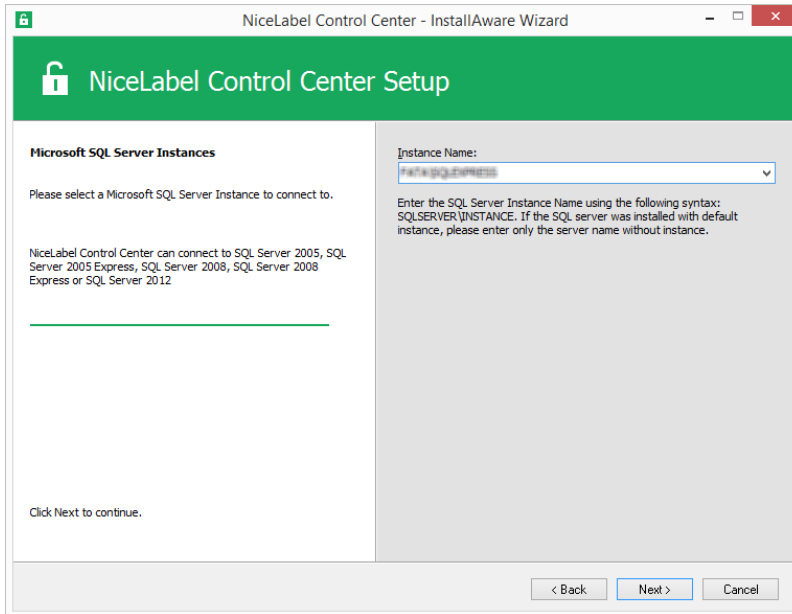 NiceLabel Control Center - InstallAware Wizard
NiceLabel Control Center Setup
Microsoft SQL Server Instances
Please select a Microsoft SQL Server Instance to connect to.
NiceLabel Control Center can connect to SQL Server 2005, SQL
Server 2005 Express, SQL Server 2008, SQL Server 2008
Express or SQL Server 2012
Click Next to continue.
Instance Name:
Enter the SQL Server Instance Name using the following syntax:
SQLSERVER\INSTANCE. If the SQL server was installed with default
instance, please enter only the server name without instance.
< Back
Next >
Cancel